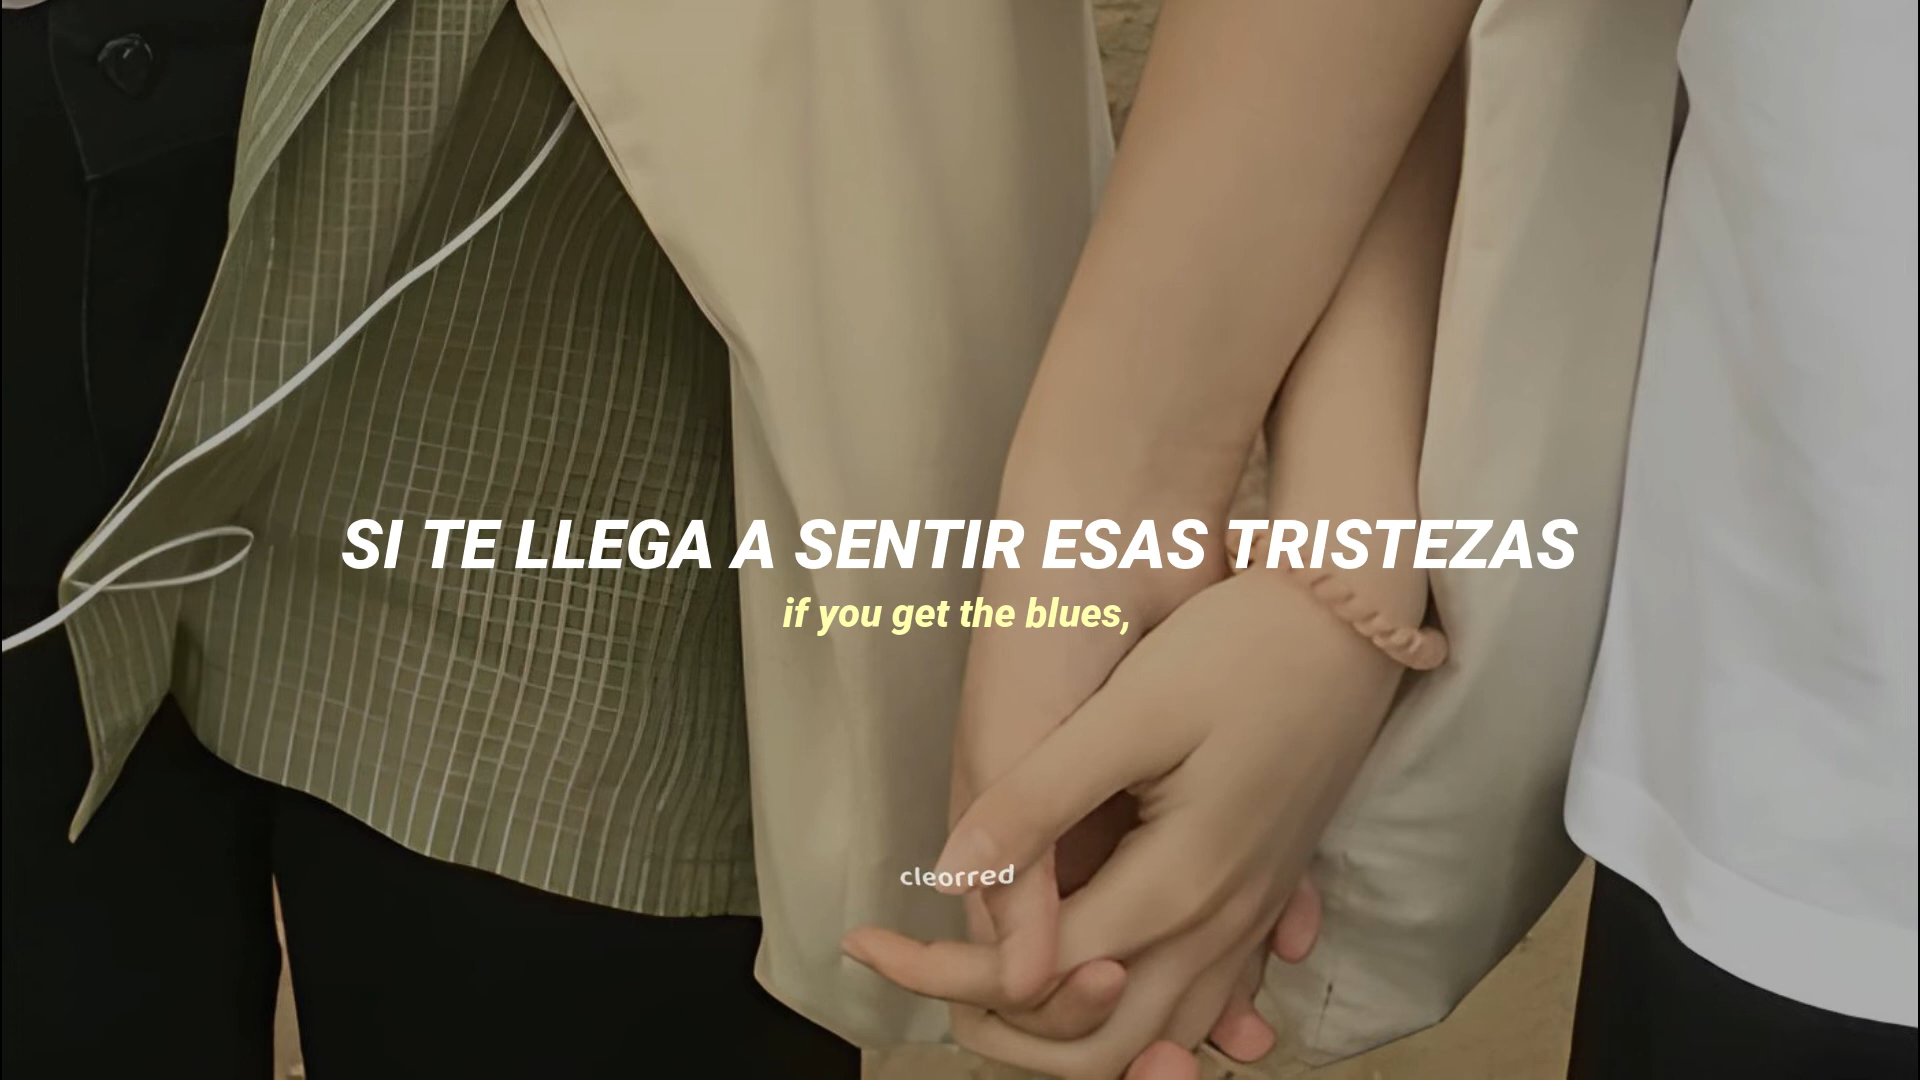 SI TE LLEGA A SENTIR ESAS TRISTEZAS
if you get the blues,
cleorred